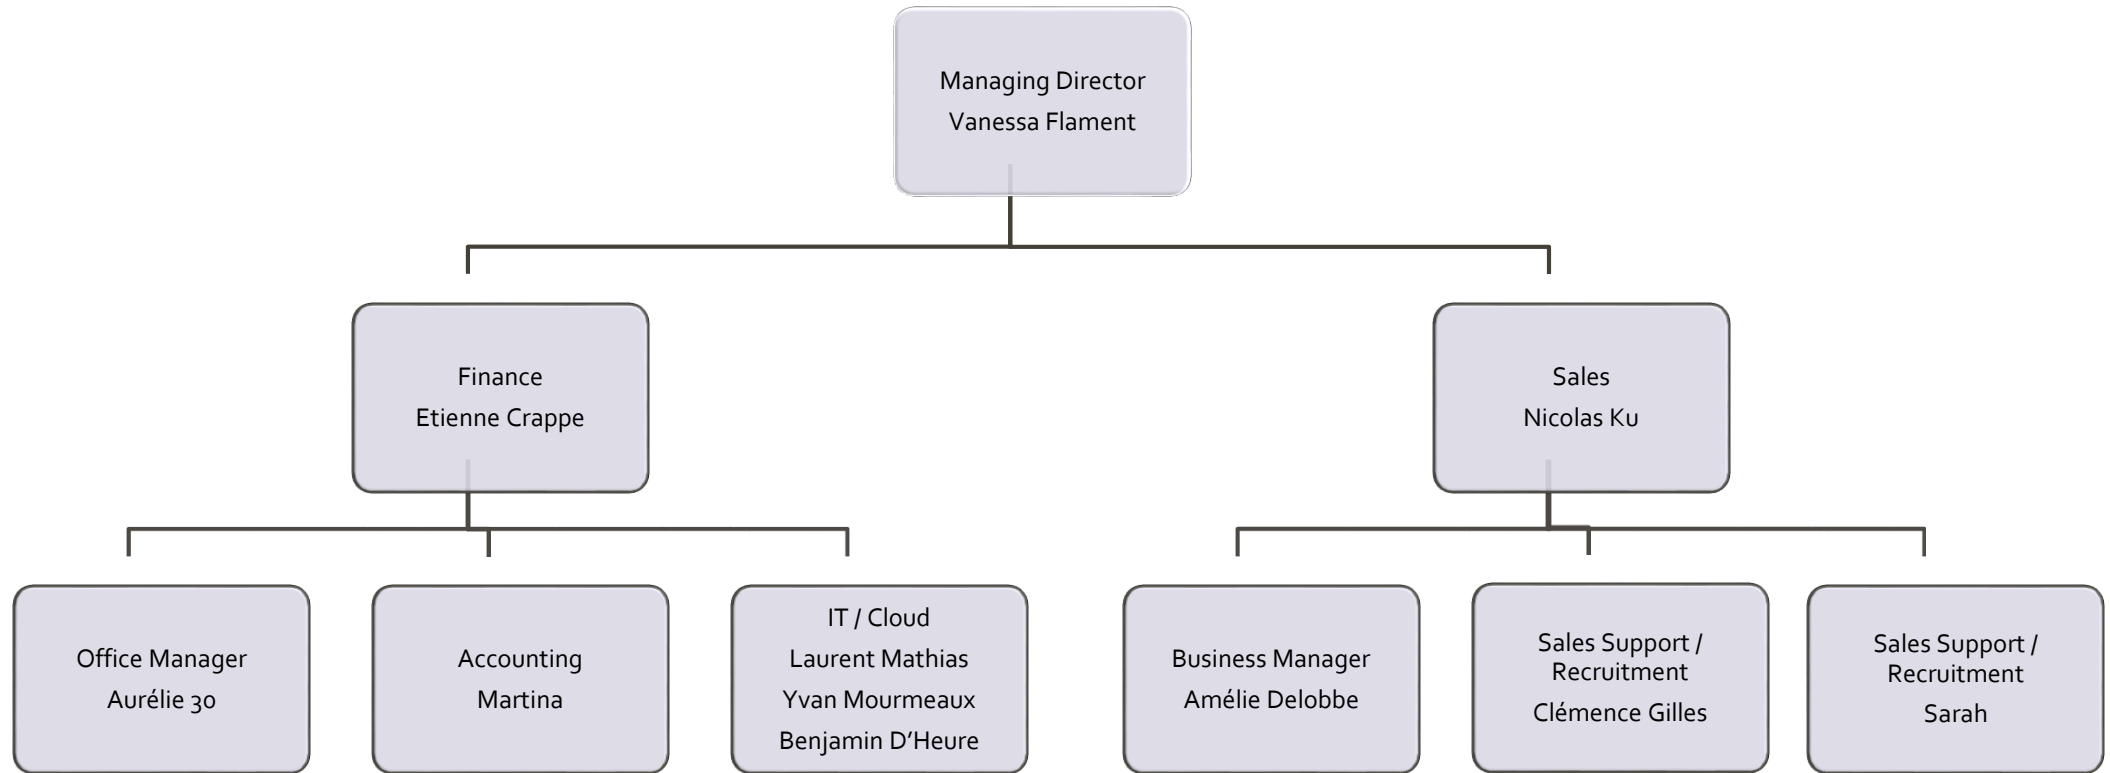 Managing Director
Vanessa Flament
Finance
Etienne Crappe
Sales
Nicolas Ku
Office Manager
Aurélie 30
Accounting
Martina
IT / Cloud
Laurent Mathias
Yvan Mourmeaux
Benjamin D’Heure
Business Manager
Amélie Delobbe
Sales Support /
Recruitment
Clémence Gilles
Sales Support /
Recruitment
Sarah